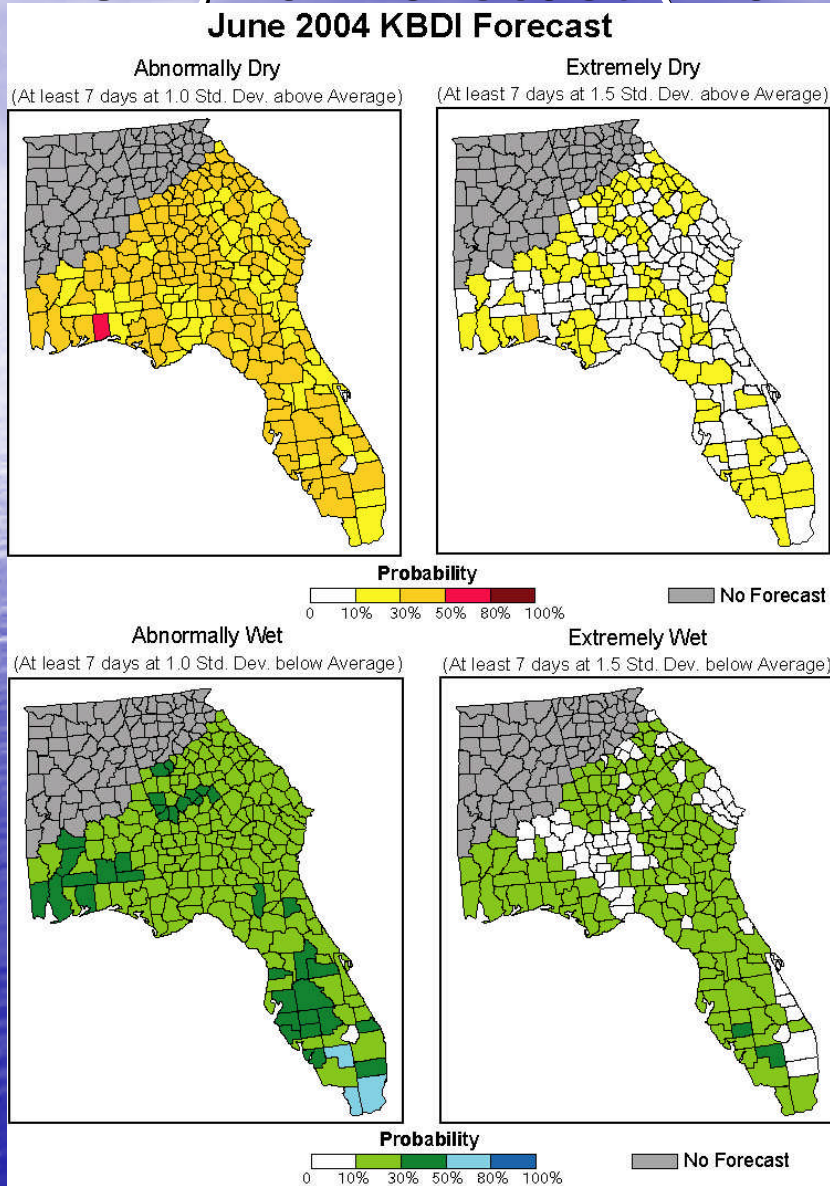 June 2004 KBDI Forecast
Abnormally Dry
(At least 7 days at 1.0 Std. Dev. above Average)
Extremely Dry
(At least 7 days at 1.5 Std. Dev. above Average)
Probability
0 10% 30% 50% 80% 100%
No Forecast
Abnormally Wet
(At least 7 days at 1.0 Std. Dev. below Average)
Extremely Wet
(At least 7 days at 1.5 Std. Dev. below Average)
Probability
0 10% 30% 50% 80% 100%
No Forecast